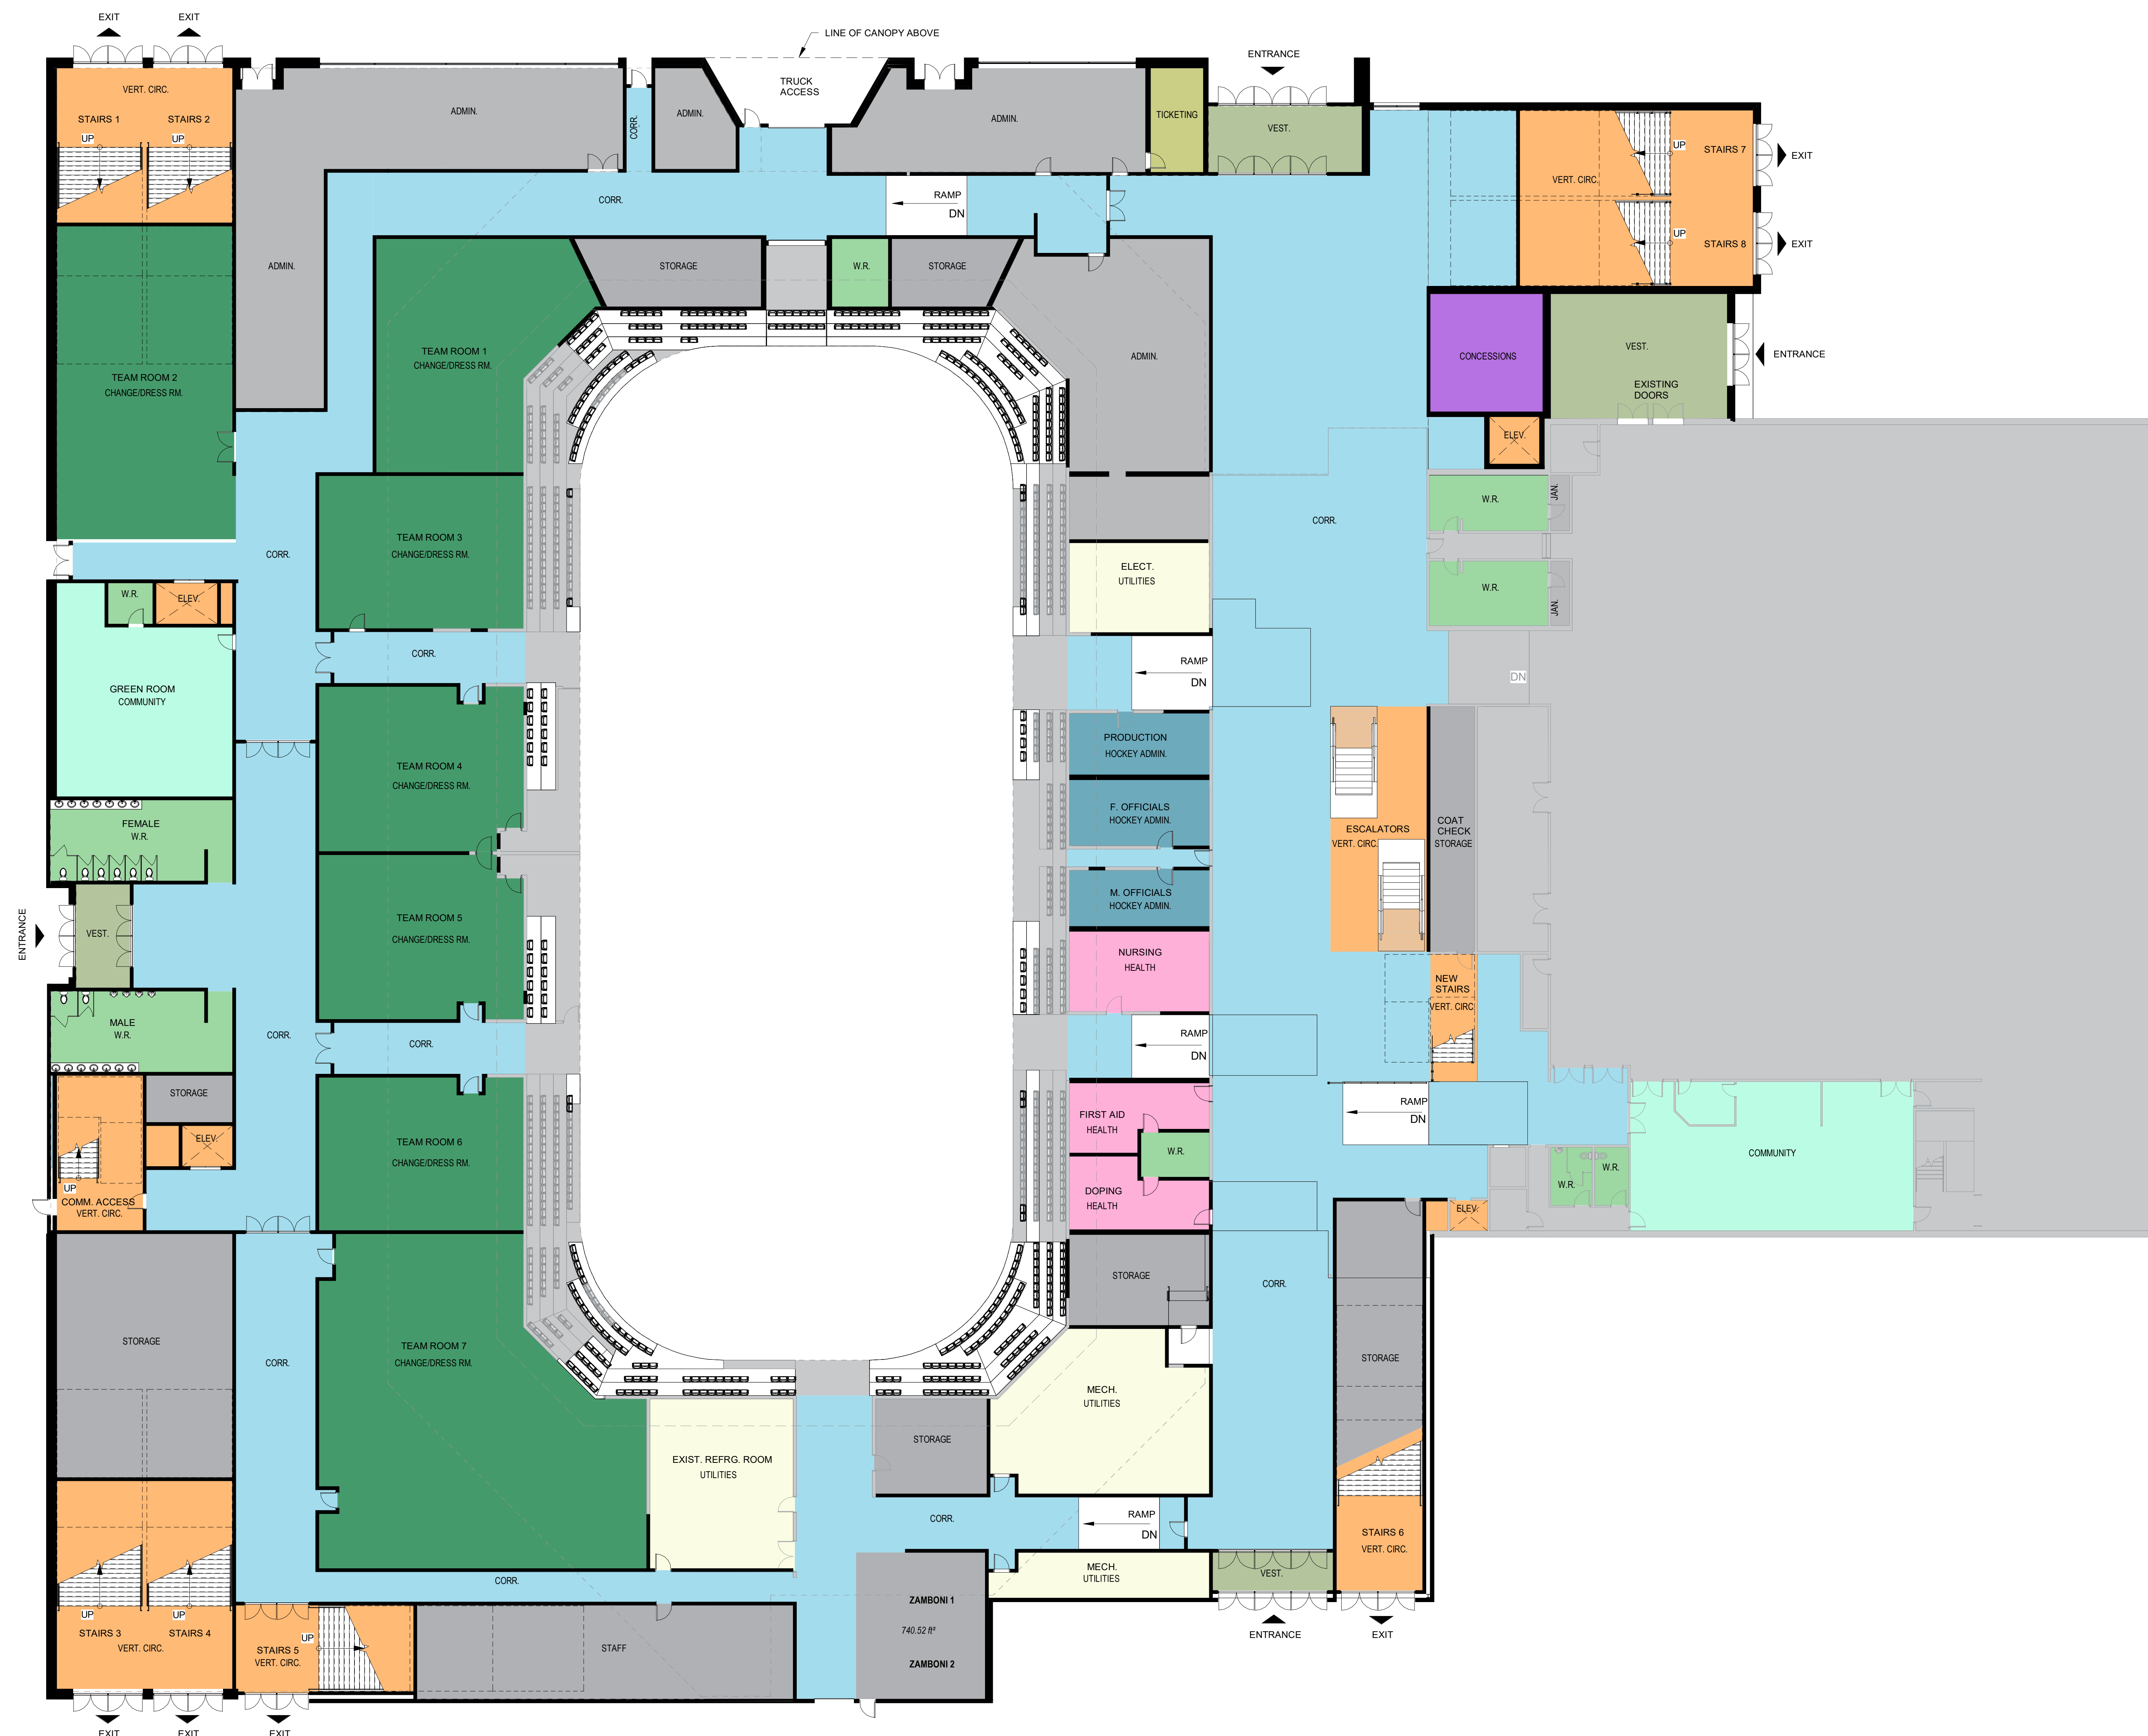 EXIT
EXIT
LINE OF CANOPY ABOVE
ENTRANCE
TRUCK
ACCESS
VERT. CIRC.
STAIRS 1
STAIRS 2
UP
UP
ADMIN.
CORR.
ADMIN.
ADMIN.
TICKETING
VEST.
UP
STAIRS 7
EXIT
VERT. CIRC.
UP
STAIRS 8
EXIT
CORR.
RAMP
DN
ADMIN.
STORAGE
W.R.
STORAGE
TEAM ROOM 1
CHANGE/DRESS RM.
ADMIN.
CONCESSIONS
VEST.
ENTRANCE
EXISTING
DOORS
TEAM ROOM 2
CHANGE/DRESS RM.
ELEV.
W.R.
JAN.
CORR.
TEAM ROOM 3
CHANGE/DRESS RM.
CORR.
ELECT.
UTILITIES
W.R.
JAN.
W.R.
ELEV.
CORR.
RAMP
DN
DN
GREEN ROOM
COMMUNITY
TEAM ROOM 4
CHANGE/DRESS RM.
PRODUCTION
HOCKEY ADMIN.
F. OFFICIALS
HOCKEY ADMIN.
ESCALATORS
VERT. CIRC.
COAT
CHECK
STORAGE
FEMALE
W.R.
M. OFFICIALS
HOCKEY ADMIN.
ENTRANCE
VEST.
TEAM ROOM 5
CHANGE/DRESS RM.
NURSING
HEALTH
NEW
STAIRS
VERT. CIRC.
MALE
W.R.
CORR.
CORR.
RAMP
DN
STORAGE
FIRST AID
HEALTH
RAMP
DN
ELEV.
TEAM ROOM 6
CHANGE/DRESS RM.
W.R.
COMMUNITY
W.R.
W.R.
UP
COMM. ACCESS
VERT. CIRC.
DOPING
HEALTH
ELEV.
STORAGE
CORR.
STORAGE
CORR.
TEAM ROOM 7
CHANGE/DRESS RM.
STORAGE
MECH.
UTILITIES
STORAGE
EXIST. REFRG. ROOM
UTILITIES
CORR.
RAMP
DN
STAIRS 6
VERT. CIRC.
CORR.
MECH.
UTILITIES
VEST.
ZAMBONI 1
740.52 ft²
ZAMBONI 2
UP
UP
STAIRS 3
STAIRS 4
VERT. CIRC.
UP
STAIRS 5
VERT. CIRC.
STAFF
ENTRANCE
EXIT
EXIT
EXIT
EXIT